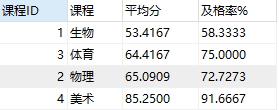 课程ID 课程 平均分 及格率%
1 生物 53.4167 58.3333
3 体育 64.4167 75.0000
2 物理 65.0909 72.7273
4 美术 85.2500 91.6667